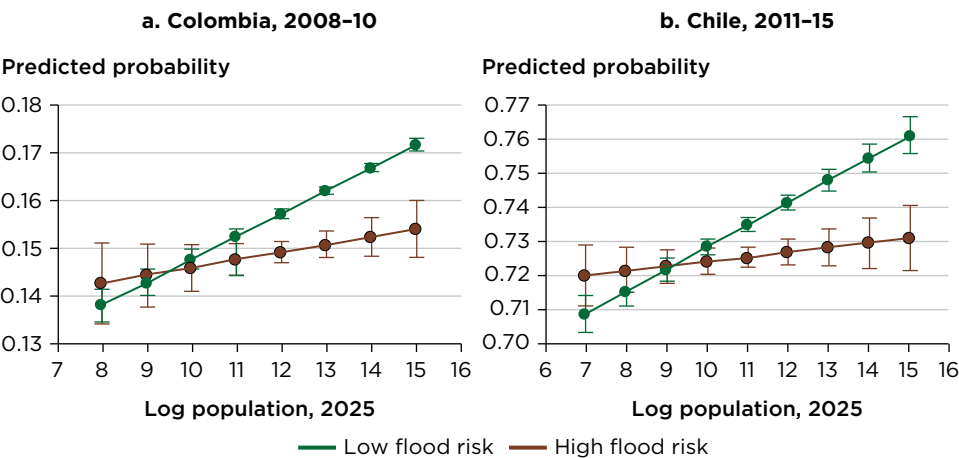 a. Colombia, 2008–10
Predicted probability
0.18
0.17
0.16
0.15
0.14
0.13
7 8 9 10 11 12 13 14 15 16
Log population, 2025
b. Chile, 2011–15
Predicted probability
0.77
0.76
0.75
0.74
0.73
0.72
0.71
0.70
6 7 8 9 10 11 12 13 14 15 16
Log population, 2025
Low flood risk High flood risk